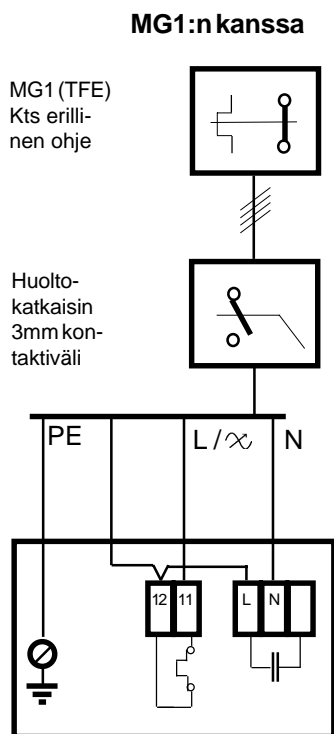 MG1:n kanssa
MG1 (TFE)
Kts erilli-
nen ohje
Huolto-
katkaisin
3mm kon-
taktiväli
PE L / N
12 11 L N